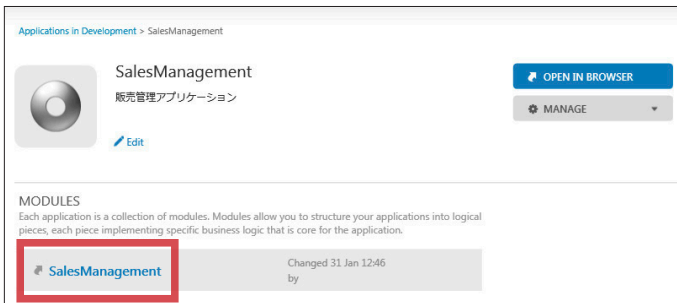 Applications in Development > SalesManagement
SalesManagement
販売管理アプリケーション
Edit
OPEN IN BROWSER
MANAGE
MODULES
Each application is a collection of modules. Modules allow you to structure your applications into logical
pieces, each piece implementing specific business logic that is core for the application.
SalesManagement
Changed 31 Jan 12:46
by